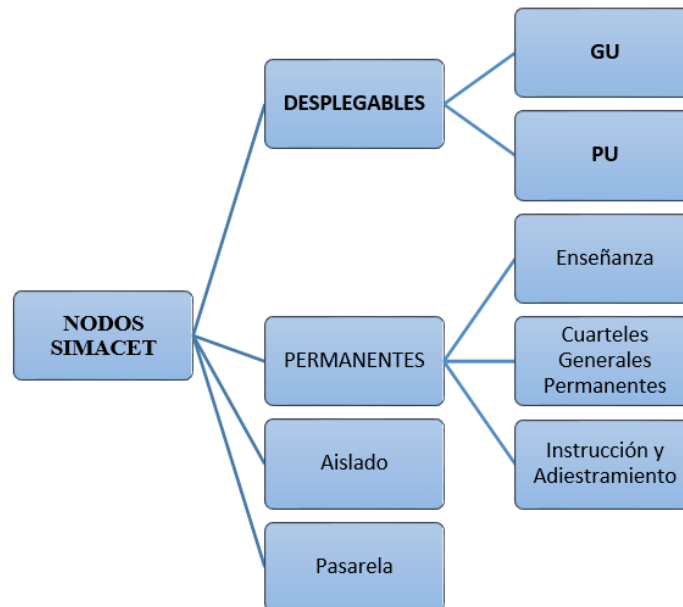 NODOS
SIMACET
DESPLEGABLES
GU
PU
PERMANENTES
Enseñanza
Cuarteles
Generales
Permanentes
Instrucción y
Adiestramiento
Aislado
Pasarela